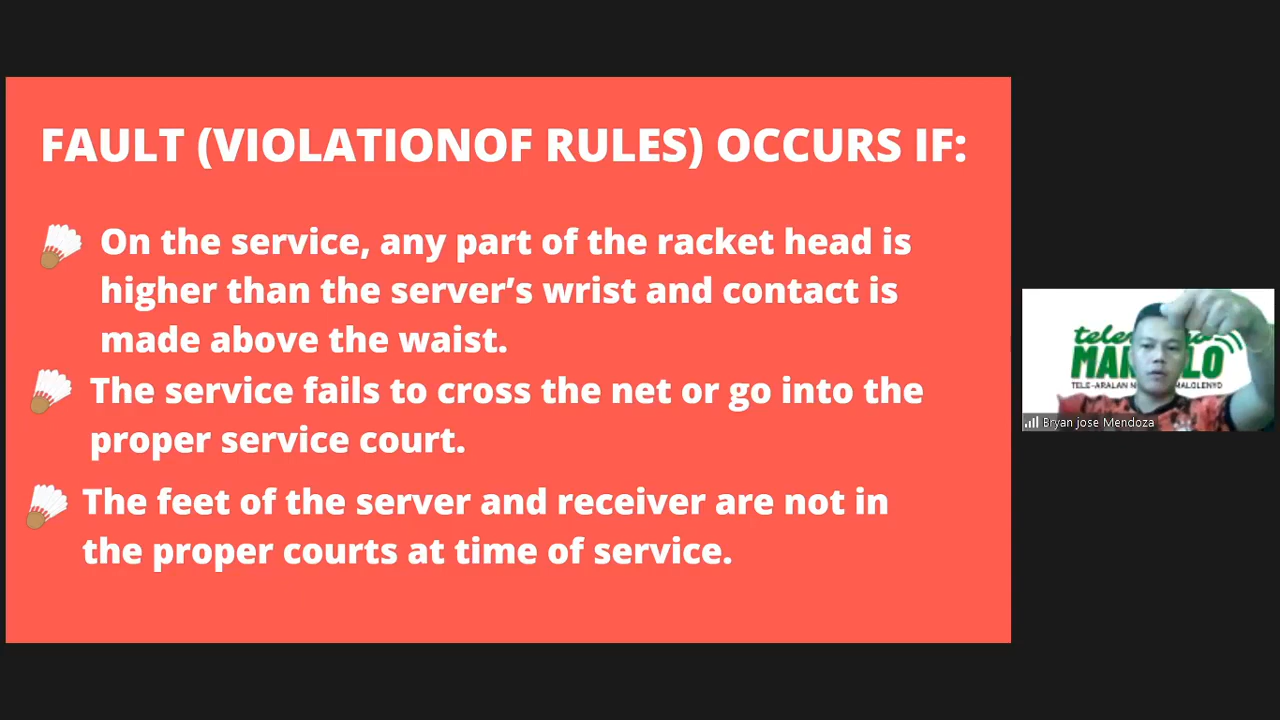 FAULT (VIOLATIONOF RULES) OCCURS IF:
On the service, any part of the racket head is
higher than the server’s wrist and contact is
made above the waist.
The service fails to cross the net or go into the
proper service court.
The feet of the server and receiver are not in
the proper courts at time of service.
TELE-ARALAN
Bryan jose Mendoza